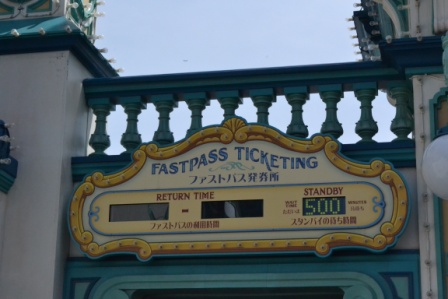 FASTPASS TICKETING
ファストパス発券所
RETURN TIME
STANDBY
500
ファストパスの利用時間
スタンバイの待ち時間